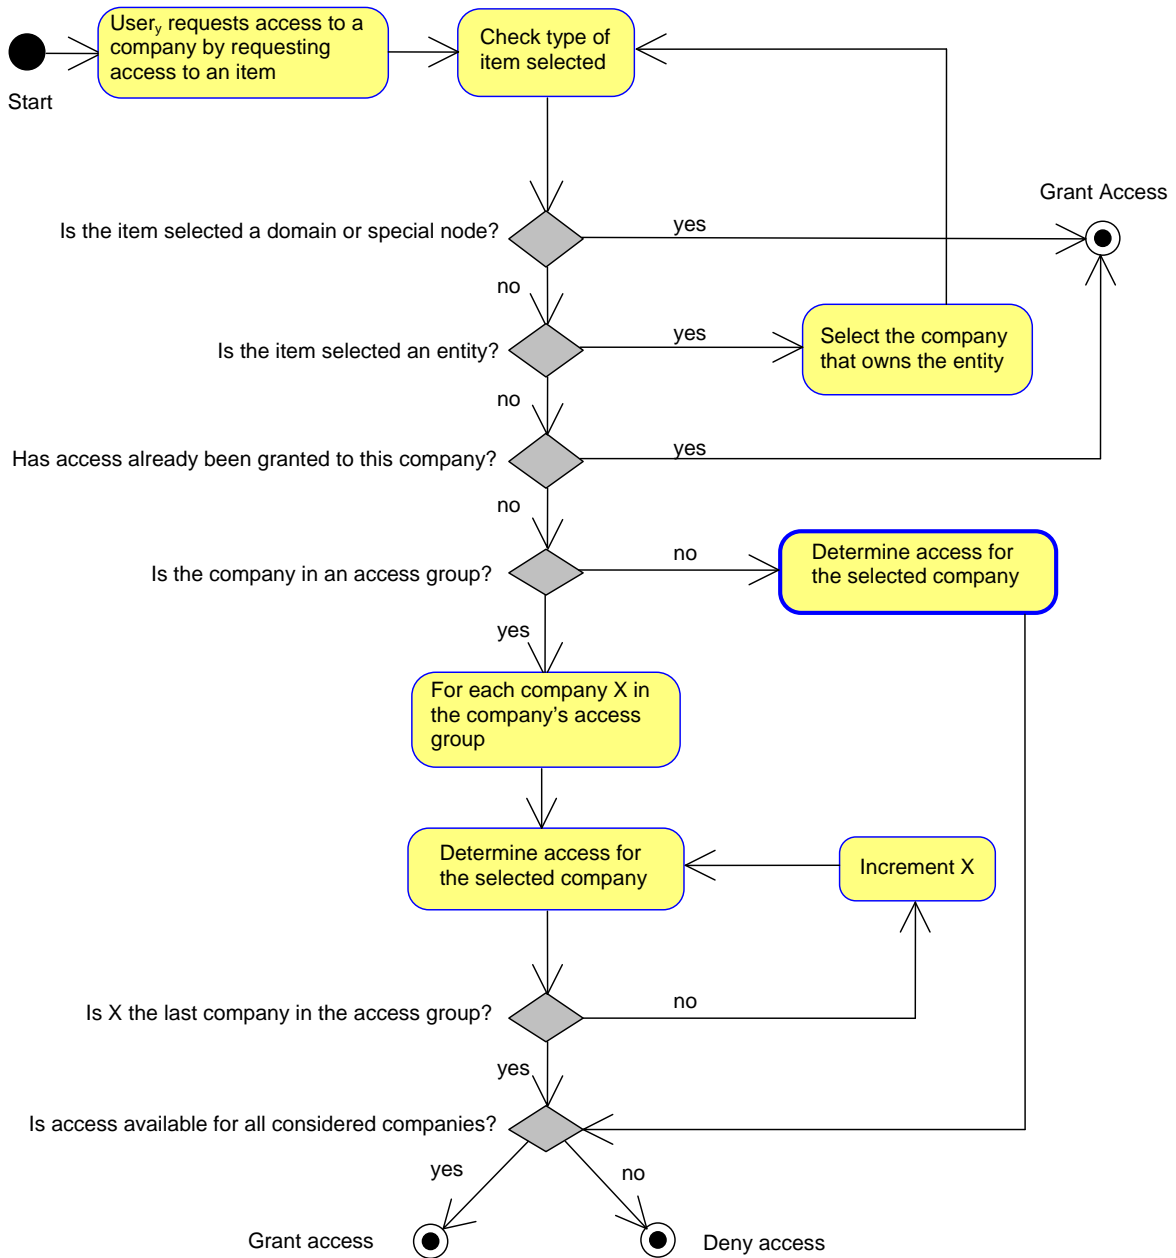 User_y requests access to a
company by requesting
access to an item
Check type of
item selected
Start
Grant Access
Is the item selected a domain or special node?
yes
no
Is the item selected an entity?
yes
Select the company
that owns the entity
no
Has access already been granted to this company?
yes
no
Is the company in an access group?
no
Determine access for
the selected company
yes
For each company X in
the company’s access
group
Determine access for
the selected company
Increment X
Is X the last company in the access group?
no
yes
Is access available for all considered companies?
yes
no
Grant access
Deny access